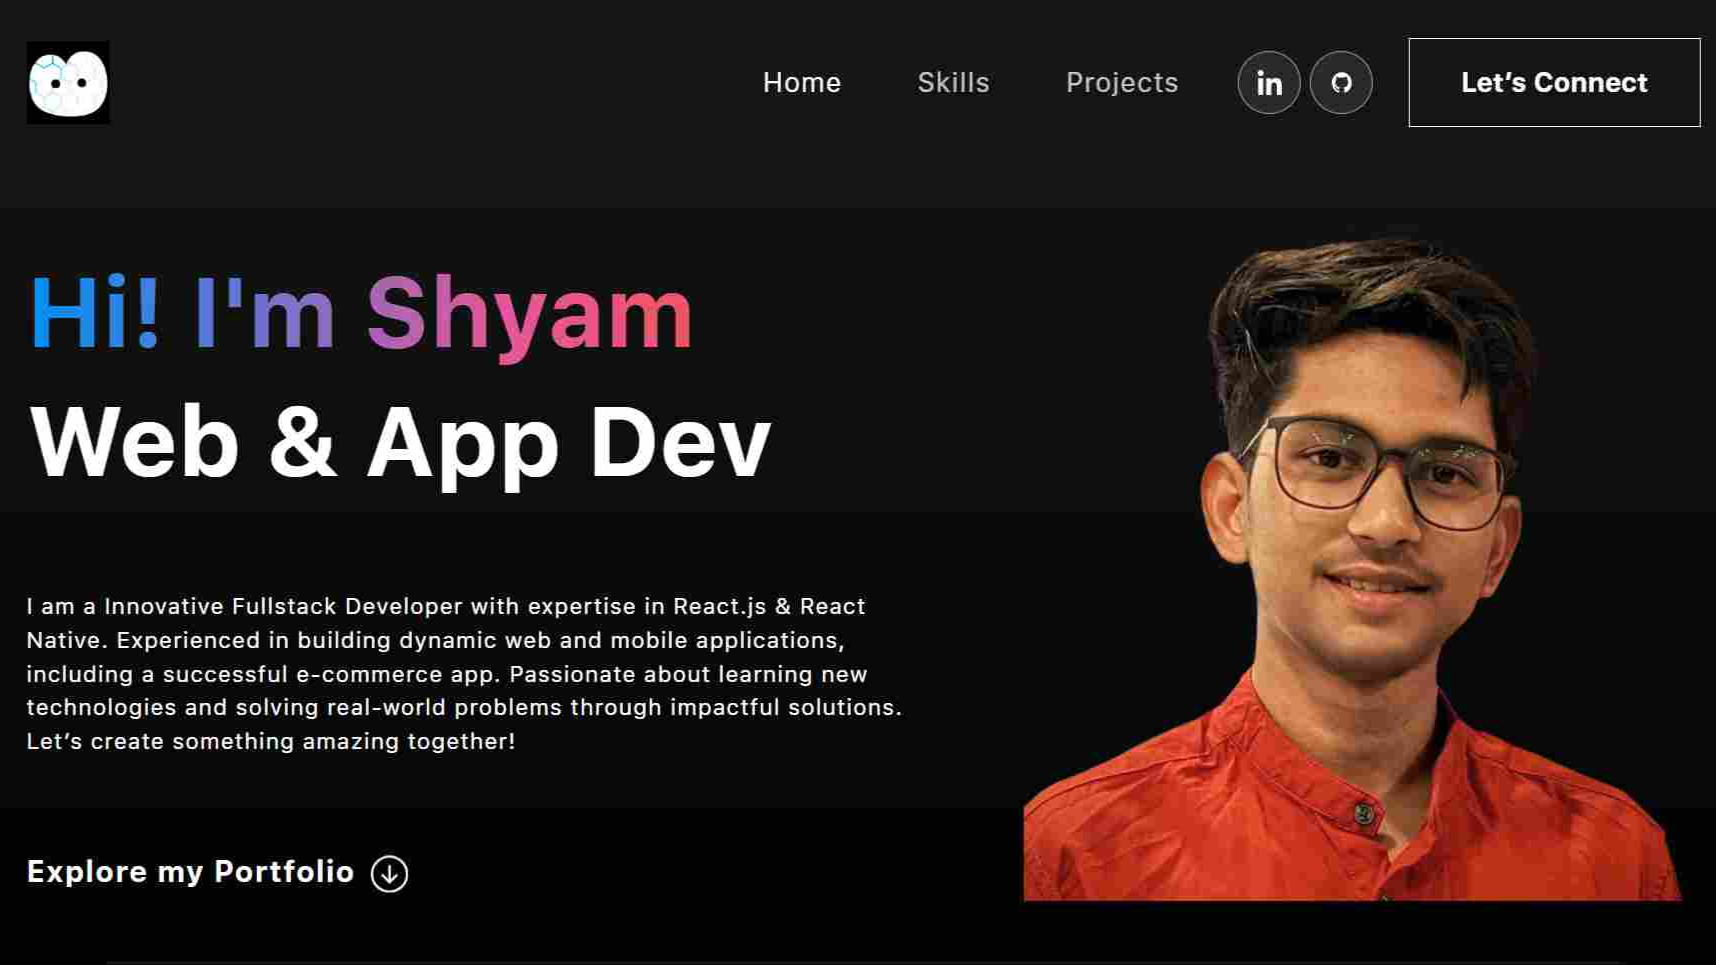 Home
Skills
Projects
in
Let’s Connect
Hi! I'm Shyam
Web & App Dev
I am a Innovative Fullstack Developer with expertise in React.js & React
Native. Experienced in building dynamic web and mobile applications,
including a successful e-commerce app. Passionate about learning new
technologies and solving real-world problems through impactful solutions.
Let’s create something amazing together!
Explore my Portfolio